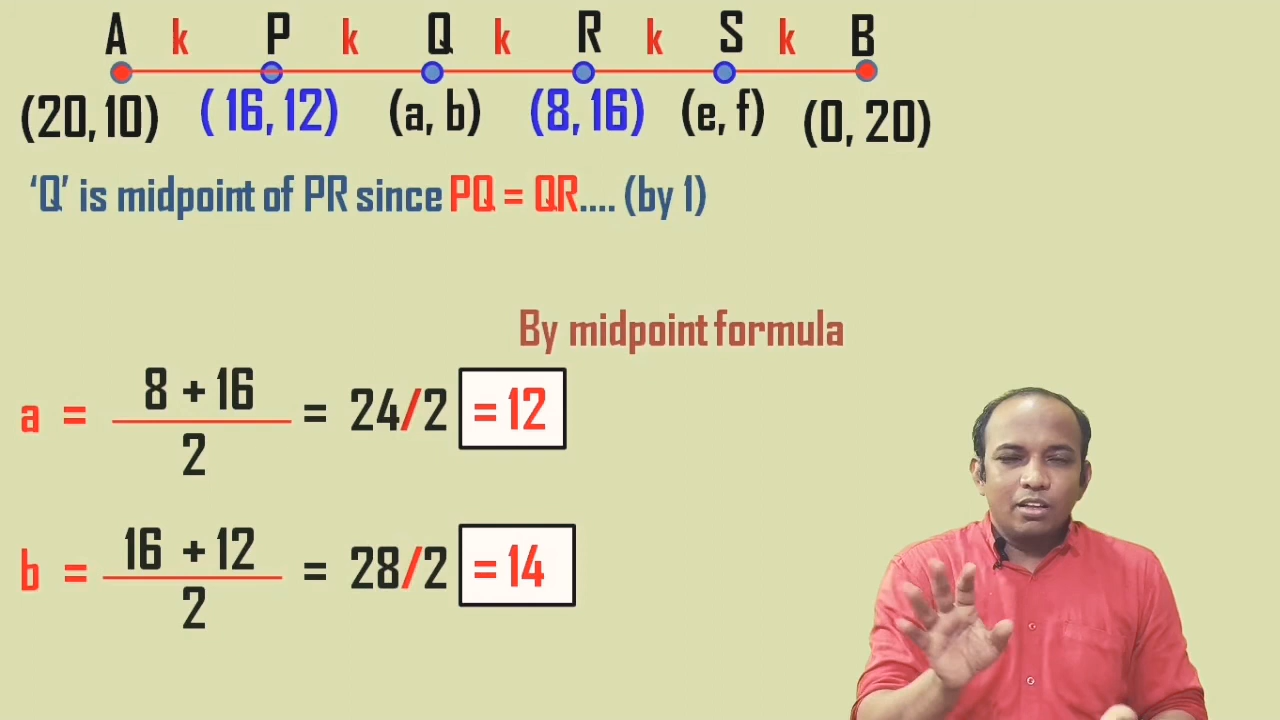 A k P k Q k R k S k B
(20, 10) (16, 12) (a, b) (8, 16) (e, f) (0, 20)
‘Q’ is midpoint of PR since PQ = QR.... (by 1)
By midpoint formula
a = 8 + 16 / 2 = 24/2 = 12
b = 16 + 12 / 2 = 28/2 = 14